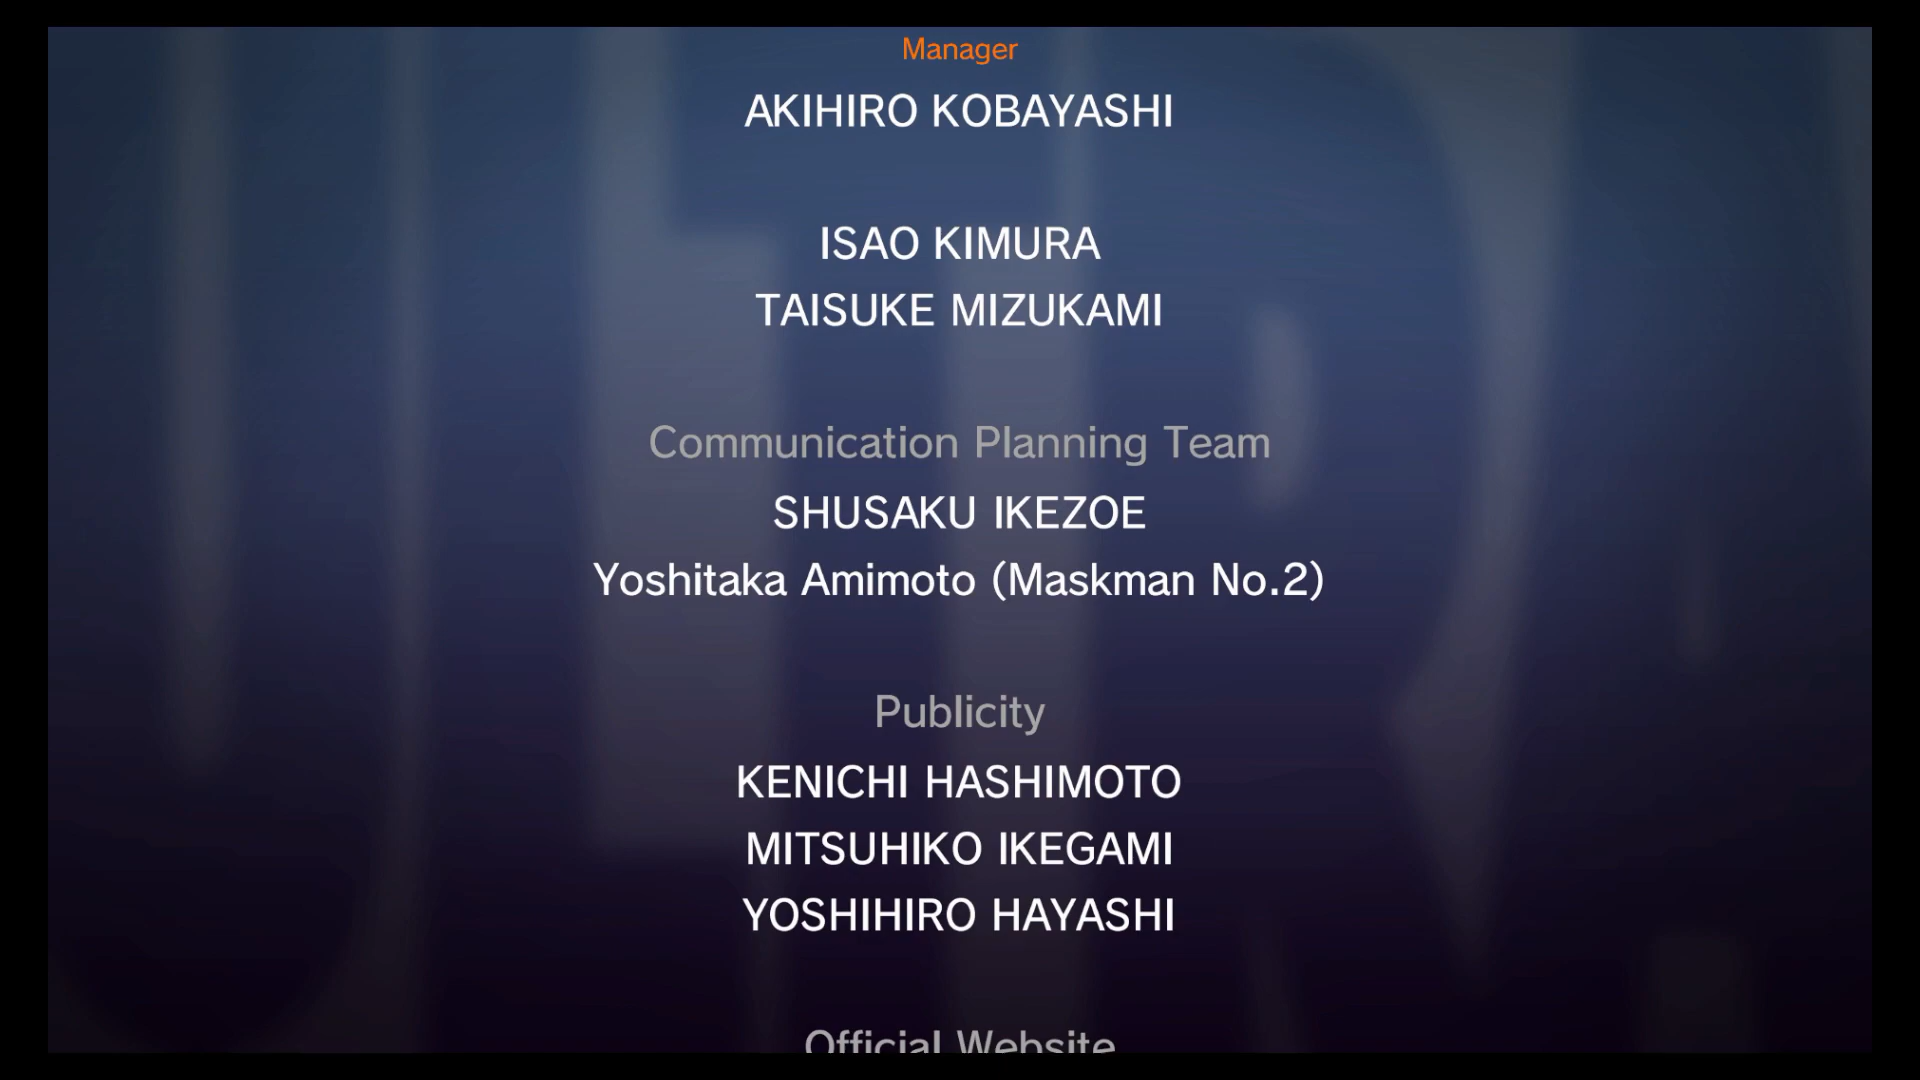 Manager
AKIHIRO KOBAYASHI
ISAO KIMURA
TAISUKE MIZUKAMI
Communication Planning Team
SHUSAKU IKEZOE
Yoshitaka Amimoto (Maskman No.2)
Publicity
KENICHI HASHIMOTO
MITSUHIKO IKEGAMI
YOSHIHIRO HAYASHI
Official Website